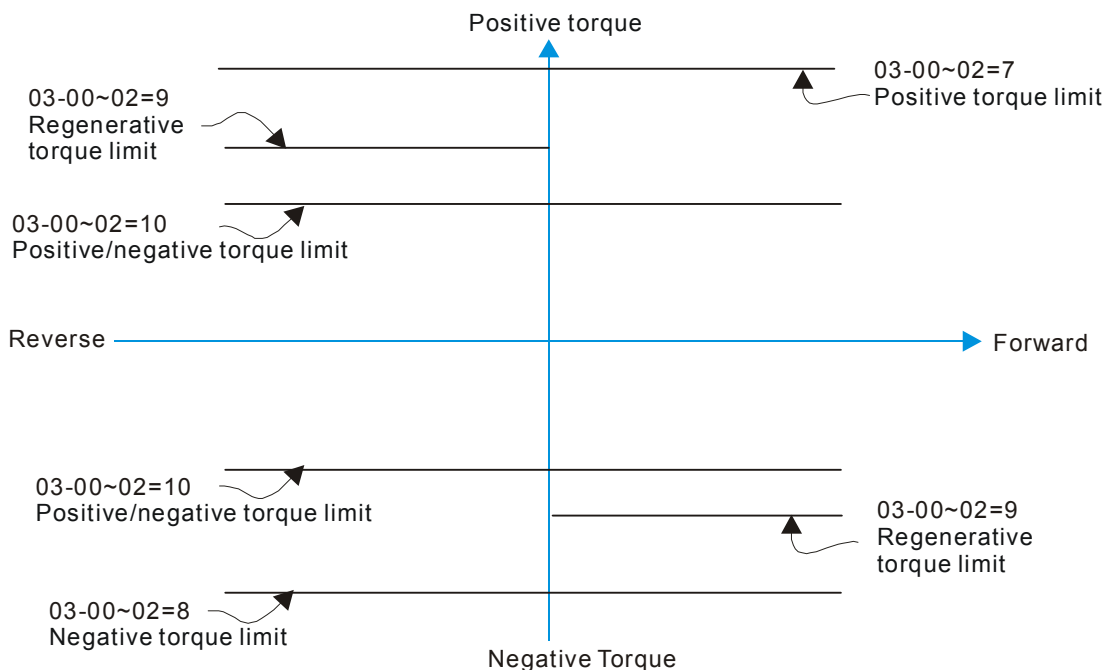 Positive torque
03-00~02=7
Positive torque limit
03-00~02=9
Regenerative
torque limit
03-00~02=10
Positive/negative torque limit
Reverse
Forward
03-00~02=10
Positive/negative torque limit
03-00~02=9
Regenerative
torque limit
03-00~02=8
Negative torque limit
Negative Torque